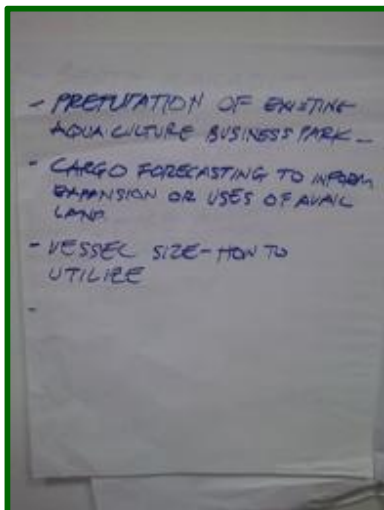 - PREPUTATION OF EXISTING
AQUACULTURE BUSINESS PARK -
- CARGO FORECASTING TO INFORM
EXPANSION OR USES OF AVAIL
LAND
- VESSEL SIZE - HOW TO
UTILIZE
-